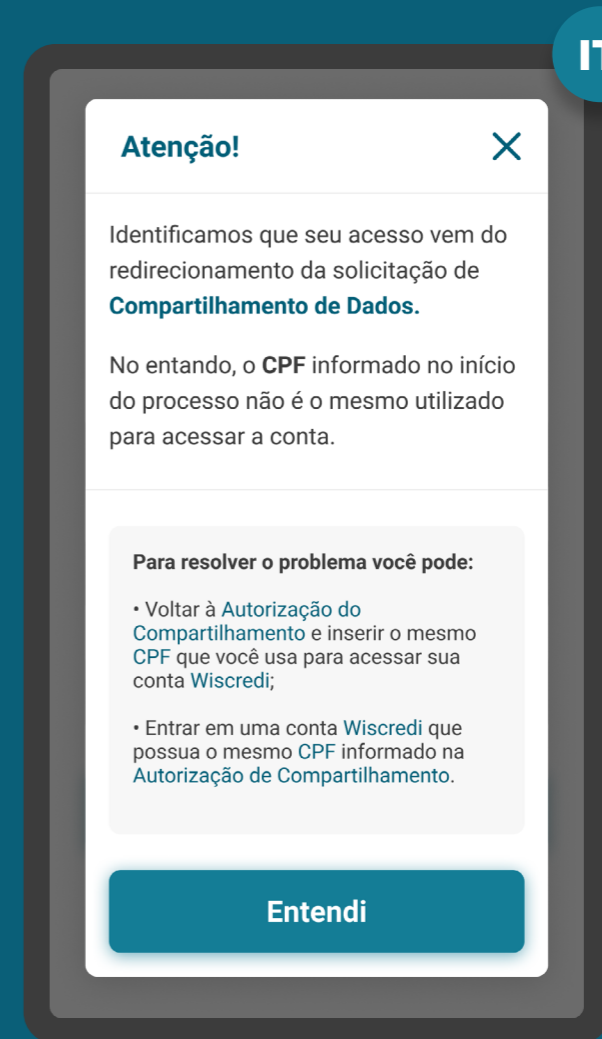 IT
Atenção!
Identificamos que seu acesso vem do
redirecionamento da solicitação de
Compartilhamento de Dados.
No entando, o CPF informado no início
do processo não é o mesmo utilizado
para acessar a conta.
Para resolver o problema você pode:
• Voltar à Autorização do
Compartilhamento e inserir o mesmo
CPF que você usa para acessar sua
conta Wiscredi;
• Entrar em uma conta Wiscredi que
possua o mesmo CPF informado na
Autorização de Compartilhamento.
Entendi